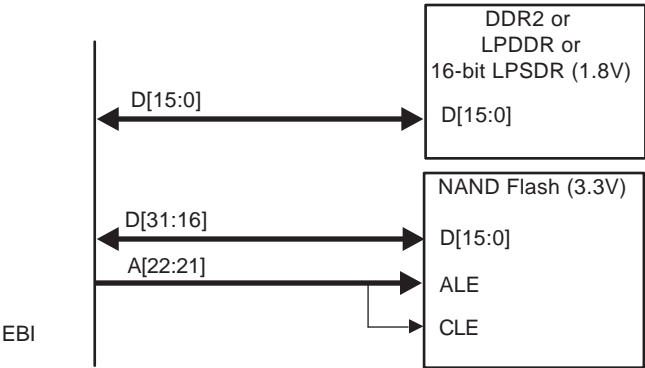 DDR2 or
LPDDR or
16-bit LPSDR (1.8V)
D[15:0]
D[15:0]
NAND Flash (3.3V)
D[31:16]
D[15:0]
A[22:21]
ALE
CLE
EBI